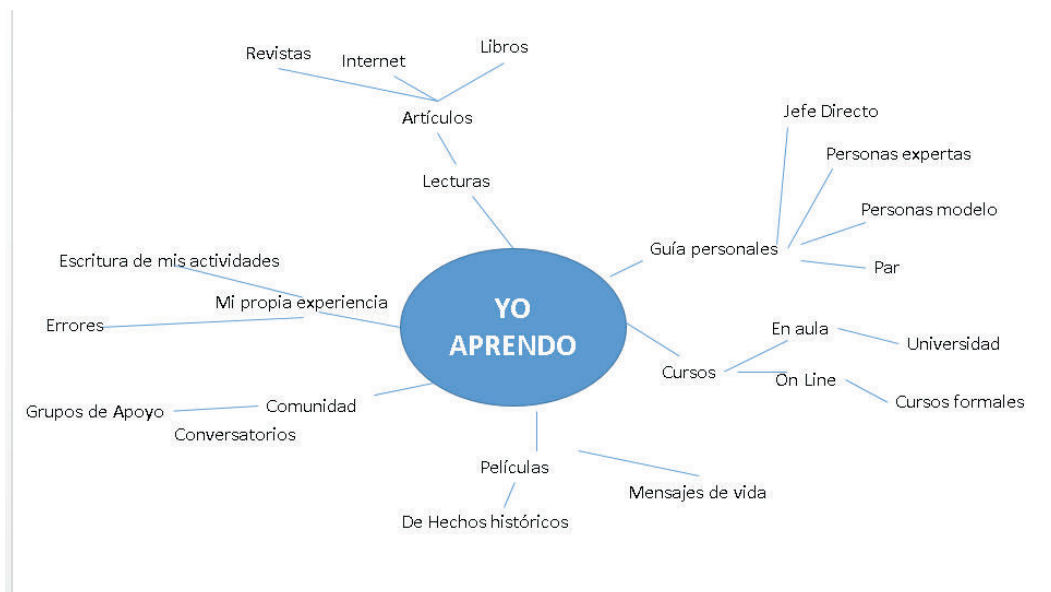 Revistas
Internet
Libros
Artículos
Lecturas
Jefe Directo
Personas expertas
Personas modelo
Guía personales
Par
Escritura de mis actividades
Mi propia experiencia
Errores
YO
APRENDO
En aula
Universidad
Cursos
On Line
Cursos formales
Comunidad
Grupos de Apoyo
Conversatorios
Películas
Mensajes de vida
De Hechos históricos